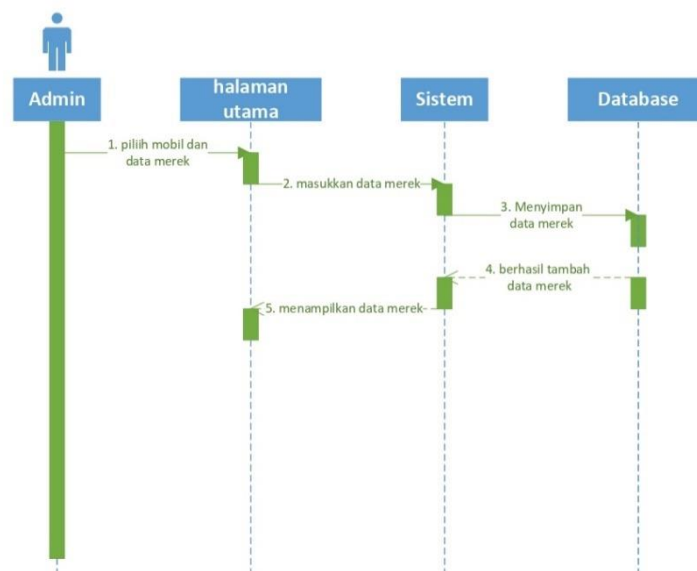 Admin
halaman
utama
Sistem
Database
1. piliih mobil dan
data merek
2. masukkan data merek
3. Menyimpan
data merek
4. berhasil tambah
data merek
5. menampilkan data merek